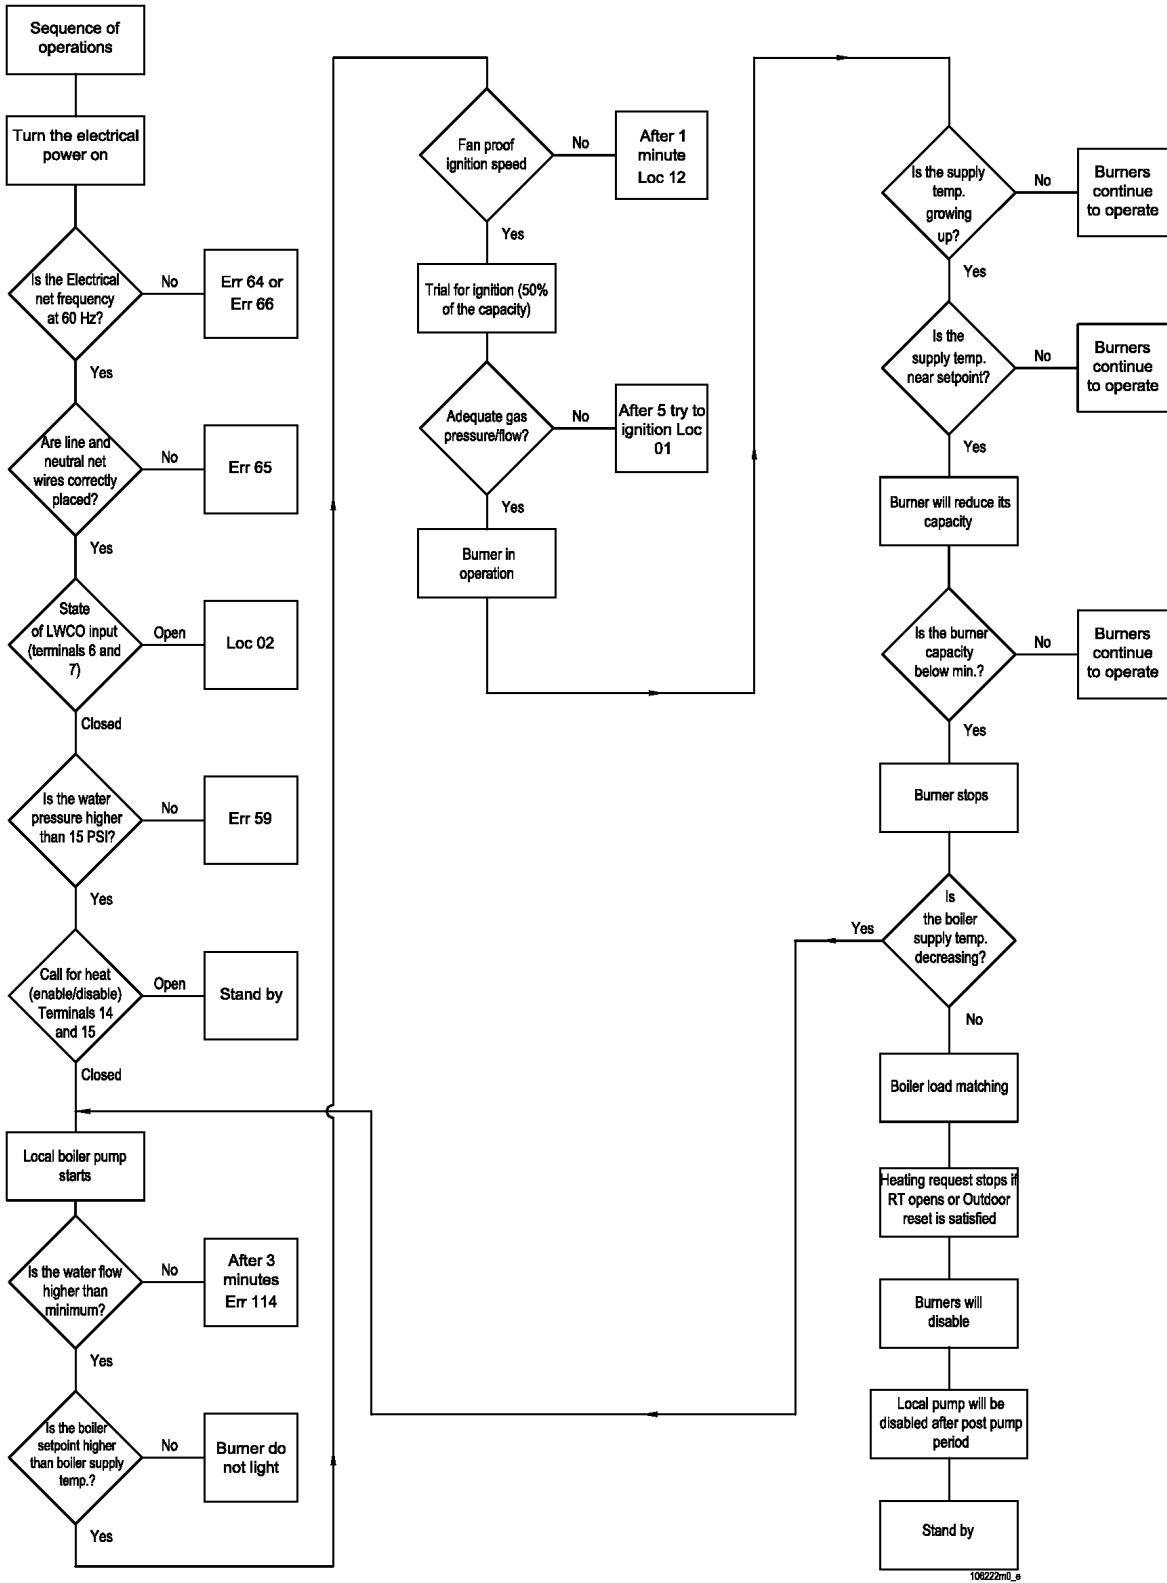 Sequence of
operations
Turn the electrical
power on
Is the Electrical
net frequency
at 60 Hz?
No
Err 64 or
Err 66
Yes
Are line and
neutral net
wires correctly
placed?
No
Err 65
Yes
State
of LWCO input
(terminals 6 and
7)
Open
Loc 02
Closed
Is the water
pressure higher
than 15 PSI?
No
Err 59
Yes
Call for heat
(enable/disable)
Terminals 14
and 15
Open
Stand by
Closed
Local boiler pump
starts
Is the water flow
higher than
minimum?
No
After 3
minutes
Err 114
Yes
Is the boiler
setpoint higher
than boiler supply
temp.?
No
Burner do
not light
Yes
Fan proof
ignition speed
No
After 1
minute
Loc 12
Yes
Trial for ignition (50%
of the capacity)
Adequate gas
pressure/flow?
No
After 5 try to
ignition Loc
01
Yes
Burner in
operation
Is the supply
temp.
growing
up?
No
Burners
continue
to operate
Yes
Is the
supply temp.
near setpoint?
No
Burners
continue
to operate
Yes
Burner will reduce its
capacity
Is the burner
capacity
below min.?
No
Burners
continue
to operate
Yes
Burner stops
Is
the boiler
supply temp.
decreasing?
Yes
No
Boiler load matching
Heating request stops if
RT opens or Outdoor
reset is satisfied
Burners will
disable
Local pump will be
disabled after post pump
period
Stand by
106222m0_e